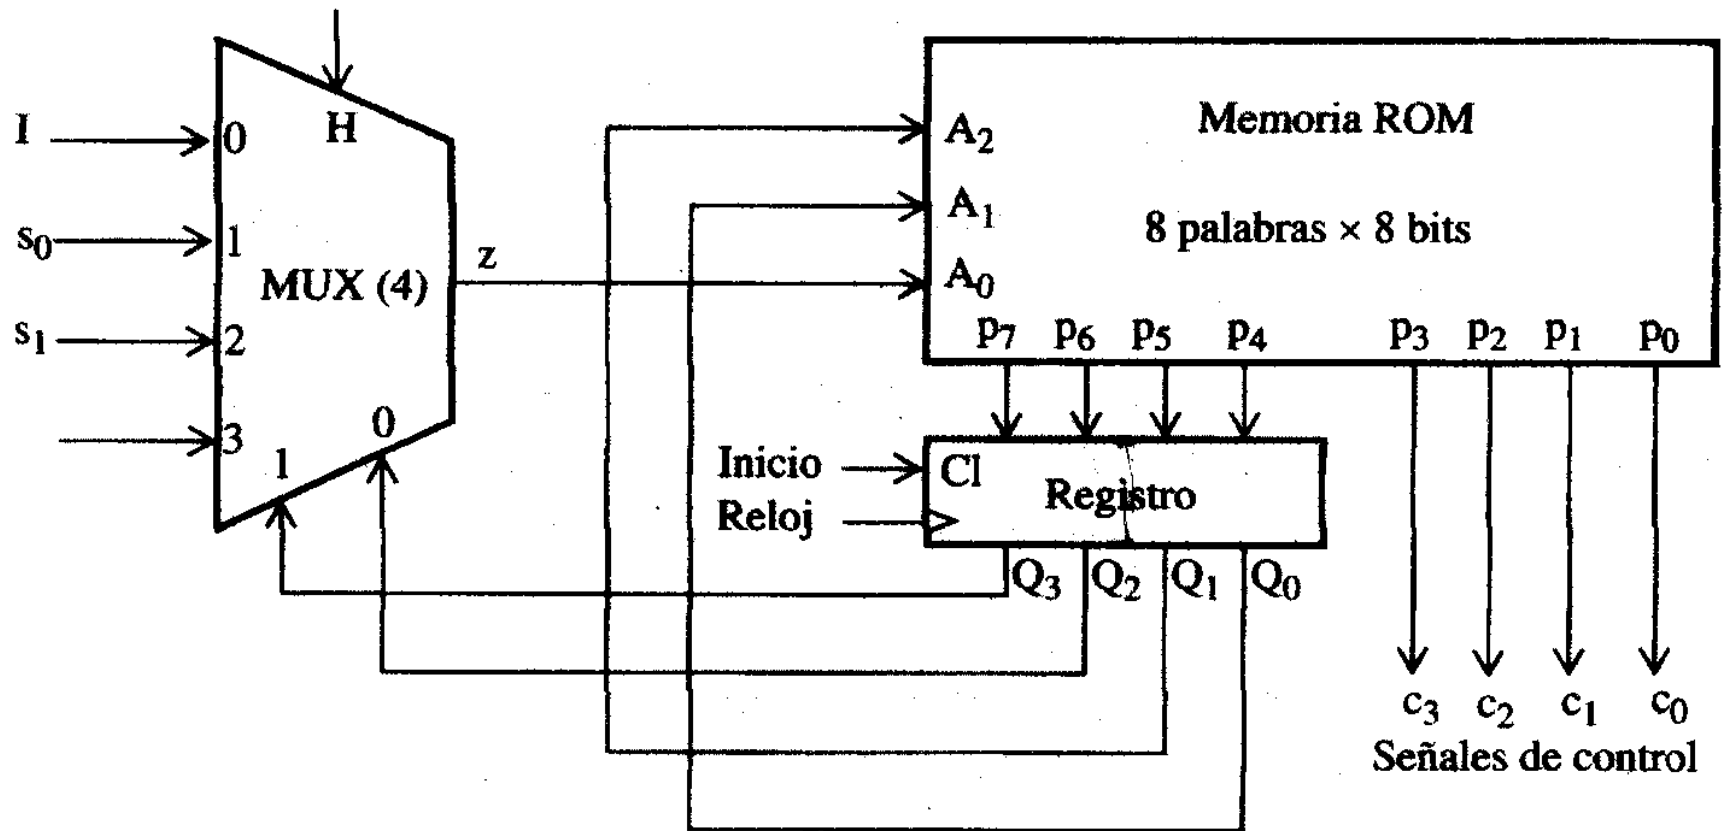 H
I
0
s0
1
MUX (4)
s1
2
3
1
0
z
Memoria ROM
8 palabras × 8 bits
A2
A1
A0
p7 p6 p5 p4 p3 p2 p1 p0
Inicio
Reloj
Cl
Registro
Q3 Q2 Q1 Q0
c3 c2 c1 c0
Señales de control